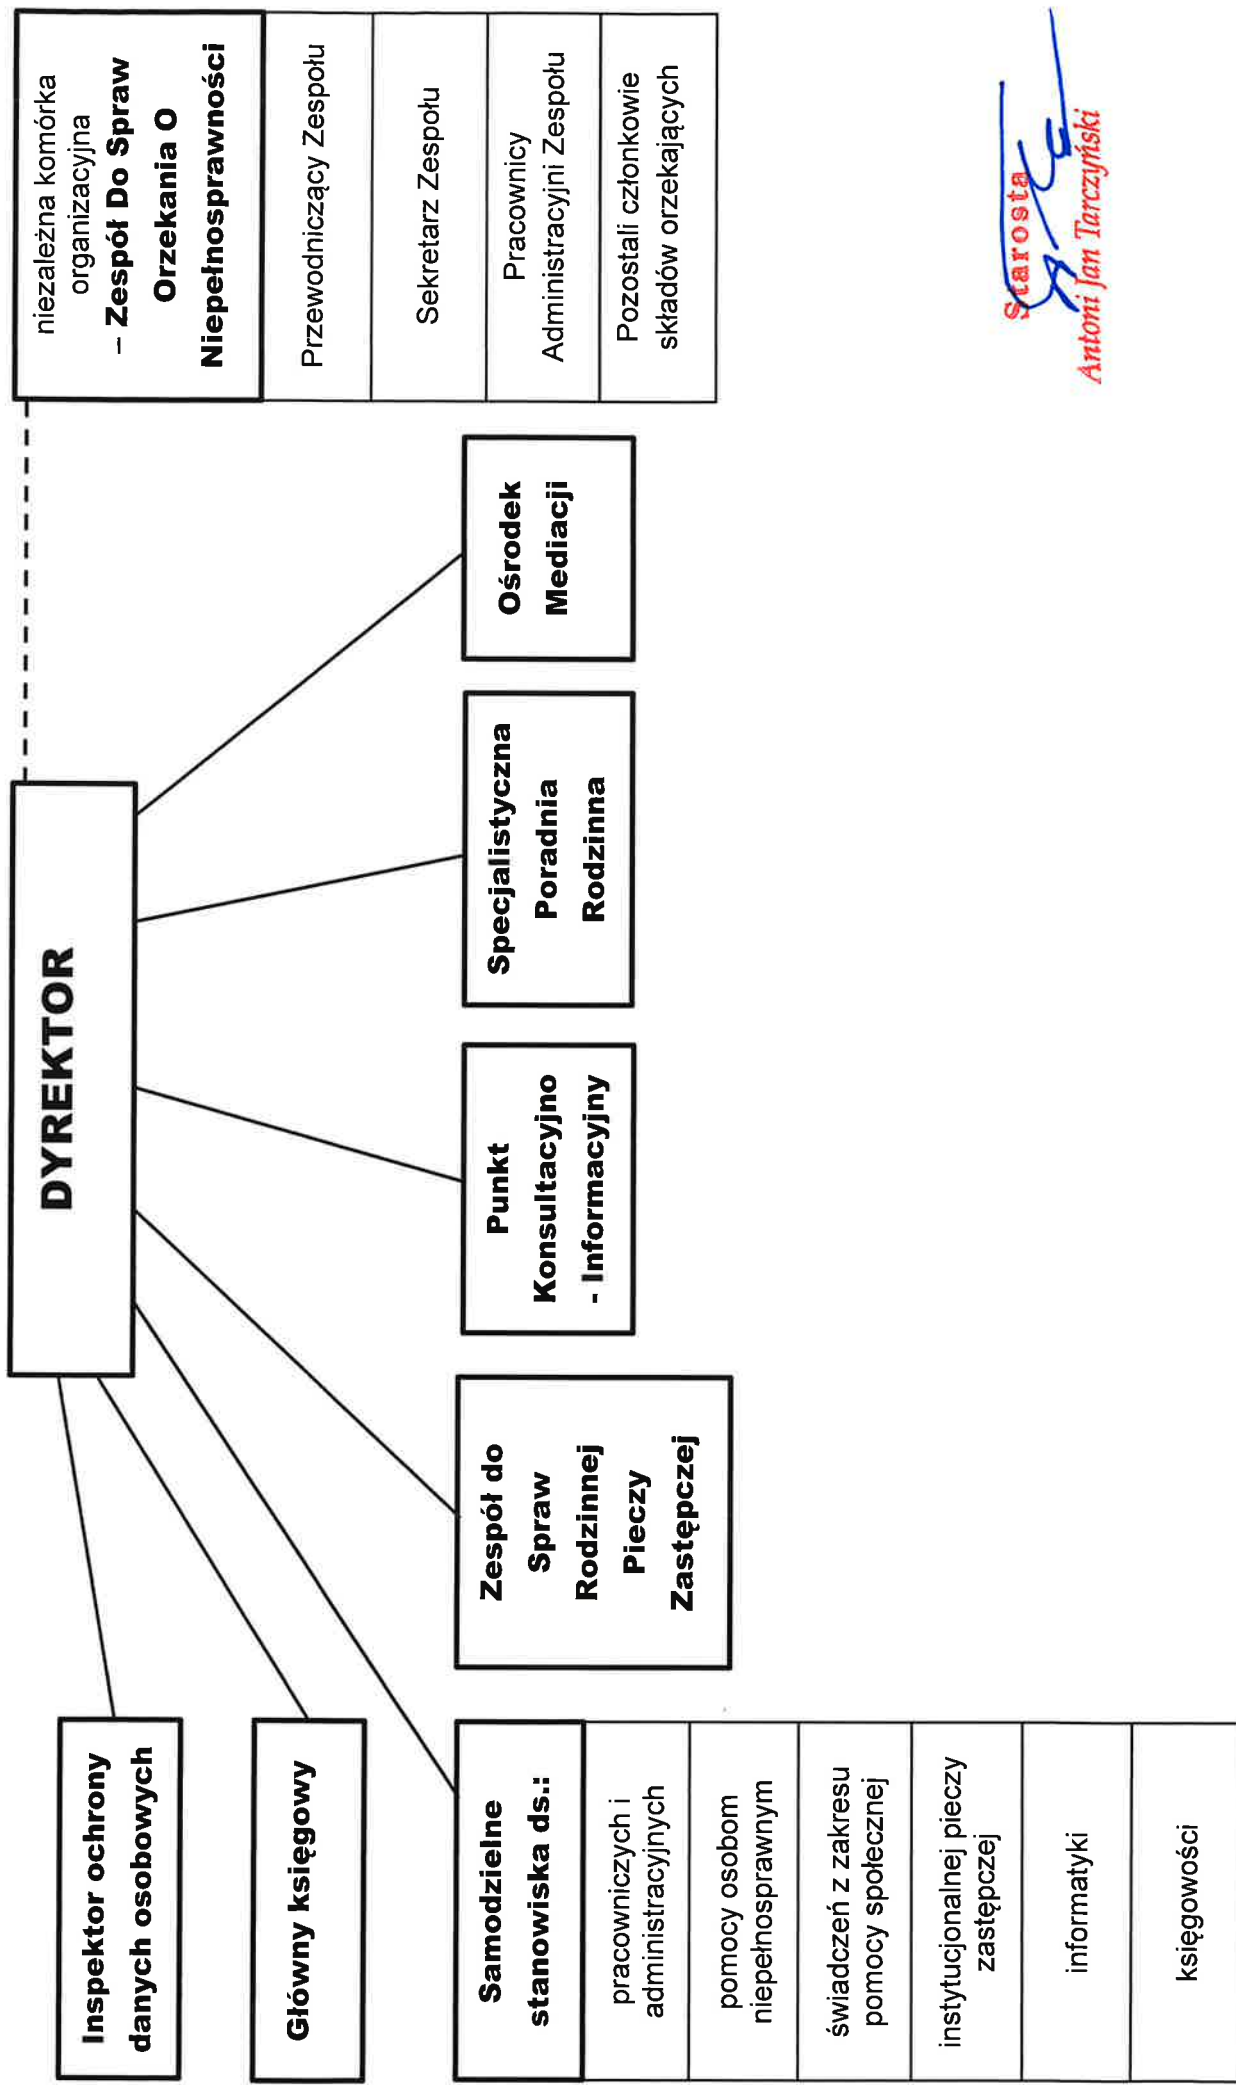 DYREKTOR
niezależna komórka
organizacyjna
– Zespół Do Spraw
Orzekania O
Niepełnosprawności
Przewodniczący Zespołu
Sekretarz Zespołu
Pracownicy
Administracyjni Zespołu
Pozostali członkowie
składów orzekających
Inspektor ochrony
danych osobowych
Główny księgowy
Samodzielne
stanowiska ds.:
pracowniczych i
administracyjnych
pomocy osobom
niepełnosprawnym
świadczeń z zakresu
pomocy społecznej
instytucjonalnej pieczy
zastępczej
informatyki
księgowości
Zespół do
Spraw
Rodzinnej
Pieczy
Zastępczej
Punkt
Konsultacyjno
- Informacyjny
Specjalistyczna
Poradnia
Rodzinna
Ośrodek
Mediacji
Starosta
Antoni Jan Tarczyński